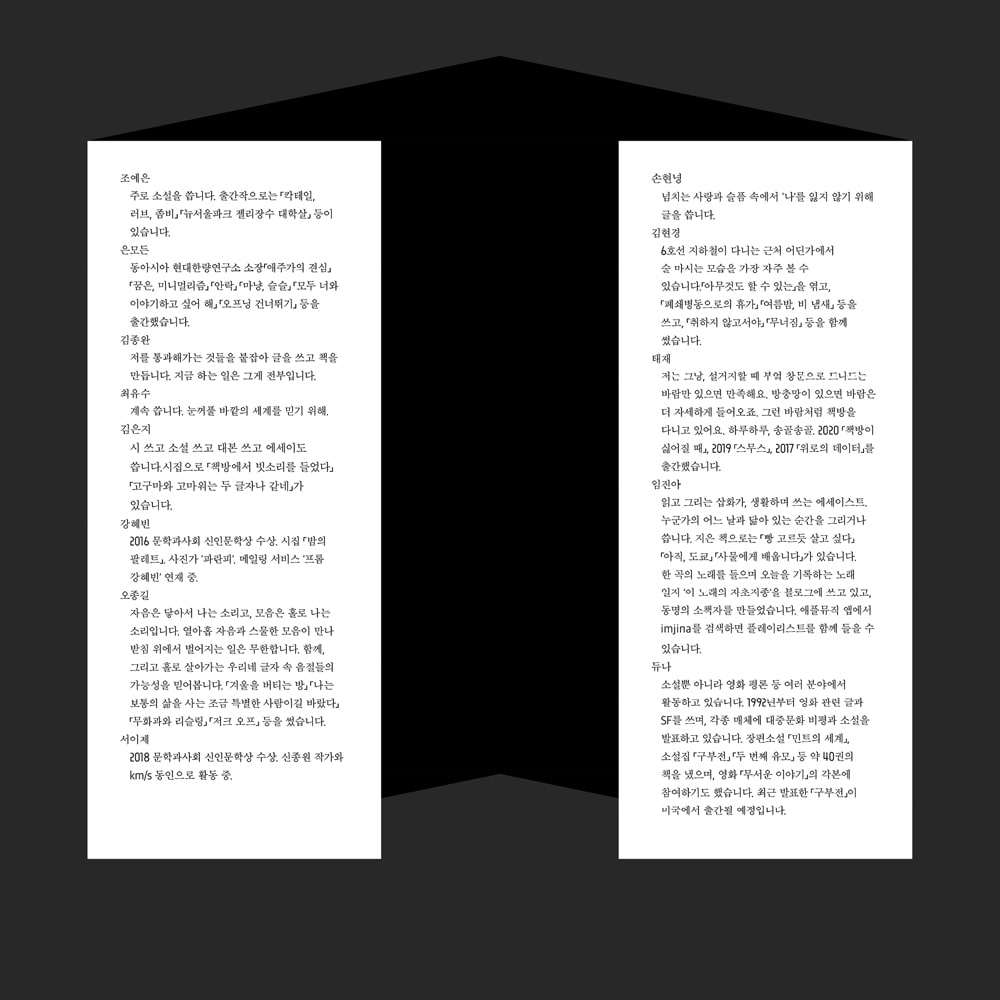 조예은
주로 소설을 씁니다. 출간작으로는 『칵테일,
러브, 좀비』 『뉴서울파크 젤리장수 대학살』 등이
있습니다.
은모든
동아시아 현대한량연구소 소장『애주가의 결심』
『꿈은, 미니멀리즘』 『안락』 『마냥, 슬슬』 『모두 너와
이야기하고 싶어 해』 『오프닝 건너뛰기』 등을
출간했습니다.
김종완
저를 통과해가는 것들을 붙잡아 글을 쓰고 책을
만듭니다. 지금 하는 일은 그게 전부입니다.
최유수
계속 씁니다. 눈꺼풀 바깥의 세계를 믿기 위해.
김은지
시 쓰고 소설 쓰고 대본 쓰고 에세이도
씁니다.시집으로 『책방에서 빗소리를 들었다』
『고구마와 고마워는 두 글자나 같네』가
있습니다.
강혜빈
2016 문학과사회 신인문학상 수상. 시집 『밤의
팔레트』. 사진가 '파란피'. 메일링 서비스 '프롬
강혜빈' 연재 중.
오종길
자음은 닿아서 나는 소리고, 모음은 홀로 나는
소리입니다. 열아홉 자음과 스물한 모음이 만나
받침 위에서 벌어지는 일은 무한합니다. 함께,
그리고 홀로 살아가는 우리네 글자 속 음절들의
가능성을 믿어봅니다. 『겨울을 버티는 방』 『나는
보통의 삶을 사는 조금 특별한 사람이길 바랐다』
『무화과와 리슬링』 『저크 오프』 등을 썼습니다.
서이제
2018 문학과사회 신인문학상 수상. 신종원 작가와
km/s 동인으로 활동 중.
손현녕
넘치는 사랑과 슬픔 속에서 '나'를 잃지 않기 위해
글을 씁니다.
김현경
6호선 지하철이 다니는 근처 어딘가에서
술 마시는 모습을 가장 자주 볼 수
있습니다.『아무것도 할 수 있는』을 엮고,
『폐쇄병동으로의 휴가』 『여름밤, 비 냄새』 등을
쓰고, 『취하지 않고서야』 『무너짐』 등을 함께
썼습니다.
태재
저는 그냥, 설거지할 때 부엌 창문으로 드니드는
바람만 있으면 만족해요. 방충망이 있으면 바람은
더 자세하게 들어오죠. 그런 바람처럼 책방을
다니고 있어요. 하루하루, 송골송골. 2020 『책방이
싫어질 때』, 2019 『스무스』, 2017 『위로의 데이터』를
출간했습니다.
임진아
읽고 그리는 삽화가, 생활하며 쓰는 에세이스트.
누군가의 어느 날과 닮아 있는 순간을 그리거나
씁니다. 지은 책으로는 『빵 고르듯 살고 싶다』
『아직, 도쿄』 『사물에게 배웁니다』가 있습니다.
한 곡의 노래를 들으며 오늘을 기록하는 노래
일지 '이 노래의 자초지종'을 블로그에 쓰고 있고,
동명의 소책자를 만들었습니다. 애플뮤직 앱에서
imjina를 검색하면 플레이리스트를 함께 들을 수
있습니다.
듀나
소설뿐 아니라 영화 평론 등 여러 분야에서
활동하고 있습니다. 1992년부터 영화 관련 글과
SF를 쓰며, 각종 매체에 대중문화 비평과 소설을
발표하고 있습니다. 장편소설 『민트의 세계』,
소설집 『구부전』 『두 번째 유모』 등 약 40권의
책을 냈으며, 영화 『무서운 이야기』의 각본에
참여하기도 했습니다. 최근 발표한 『구부전』이
미국에서 출간될 예정입니다.